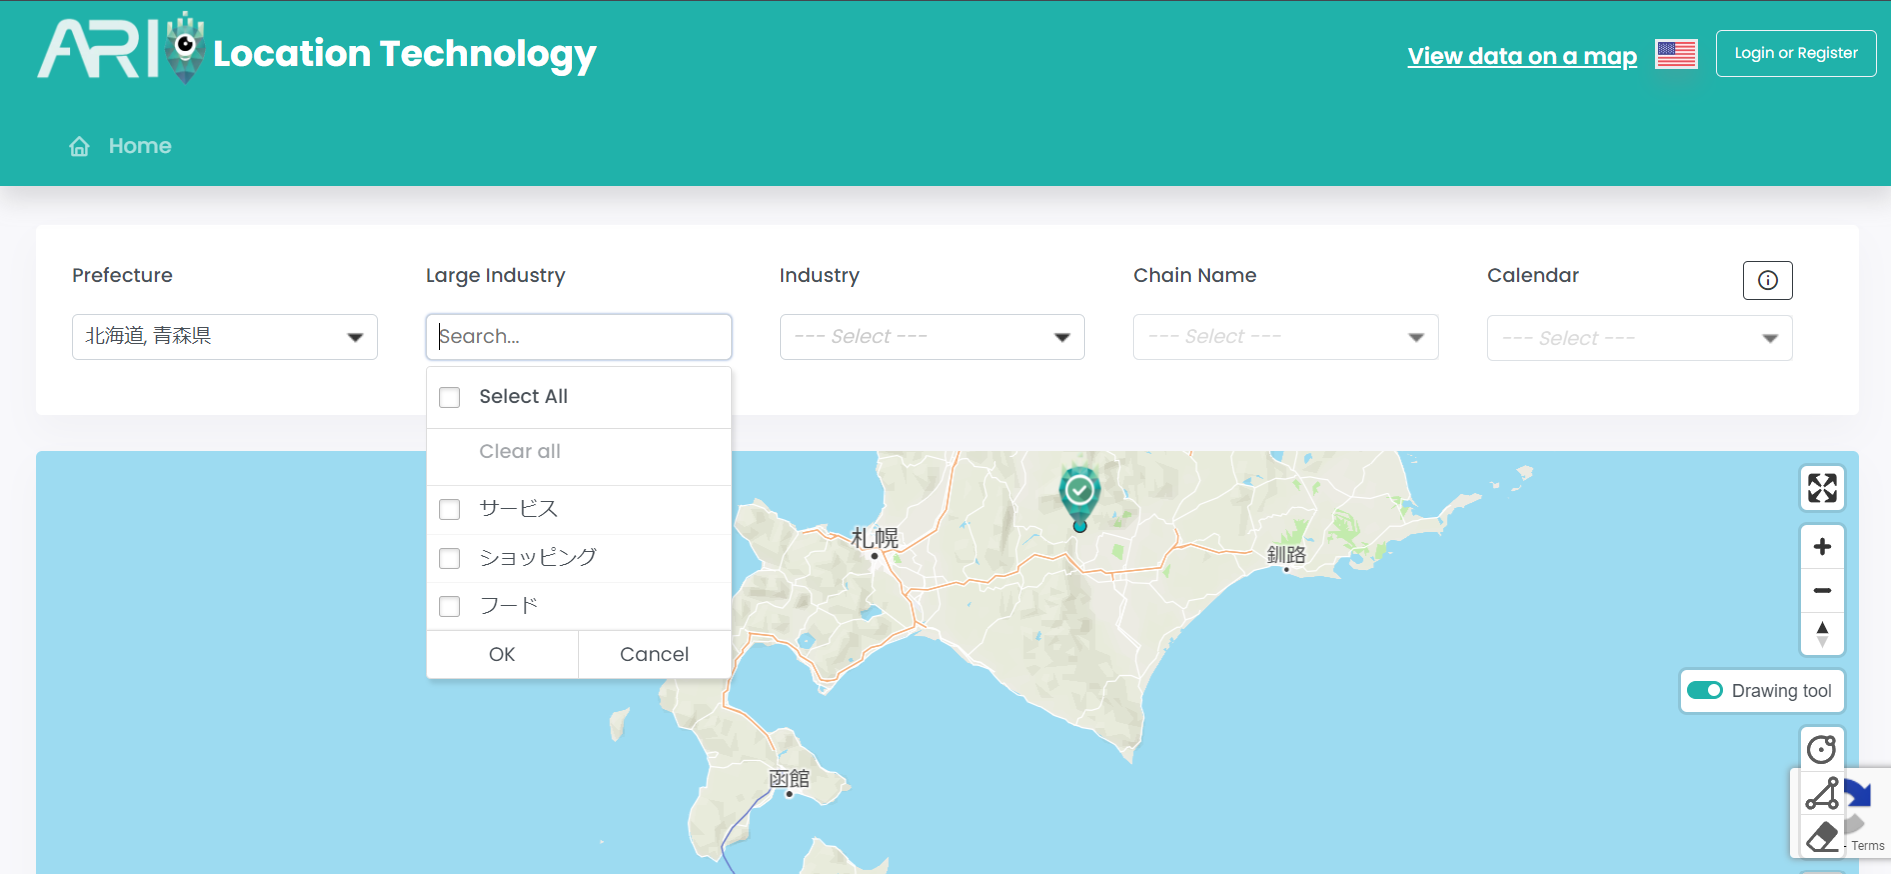 ARI Location Technology
View data on a map
Login or Register
Home
Prefecture
Large Industry
Industry
Chain Name
Calendar
北海道, 青森県
Search...
--- Select ---
--- Select ---
--- Select ---
Select All
Clear all
サービス
ショッピング
フード
OK
Cancel
札幌
釧路
函館
Drawing tool
- Terms